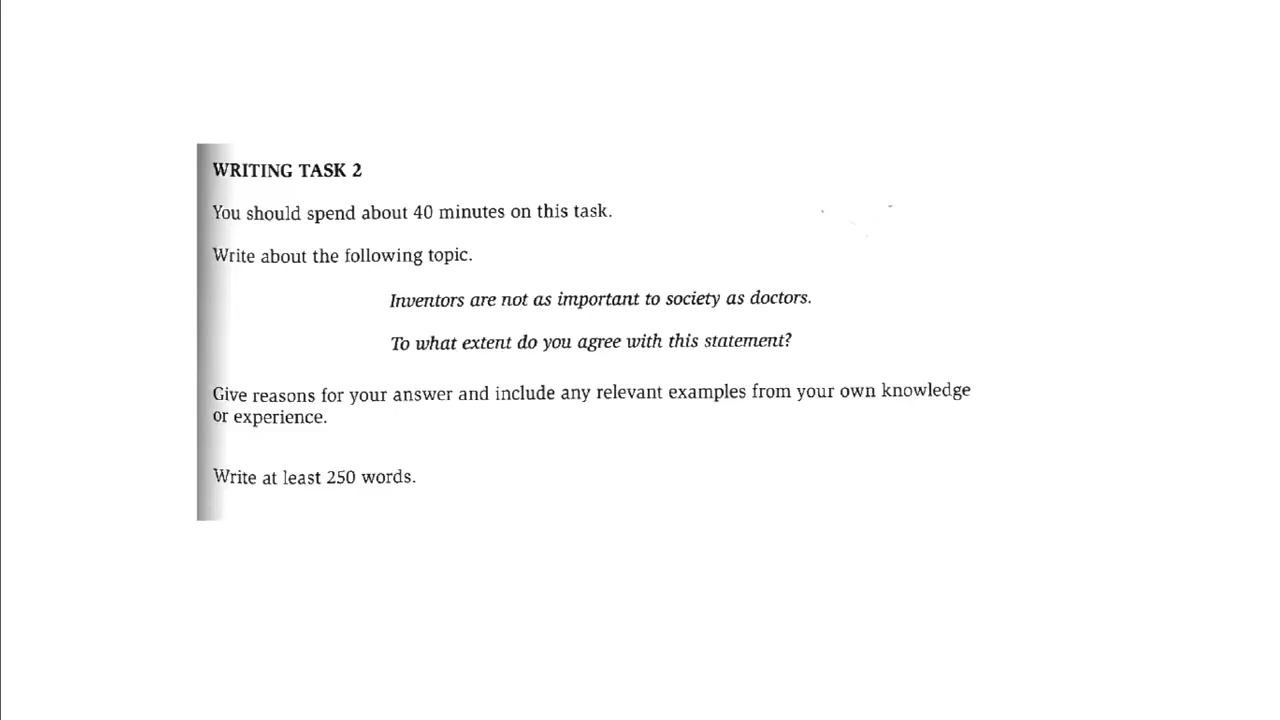 WRITING TASK 2
You should spend about 40 minutes on this task.
Write about the following topic.
Inventors are not as important to society as doctors.
To what extent do you agree with this statement?
Give reasons for your answer and include any relevant examples from your own knowledge
or experience.
Write at least 250 words.